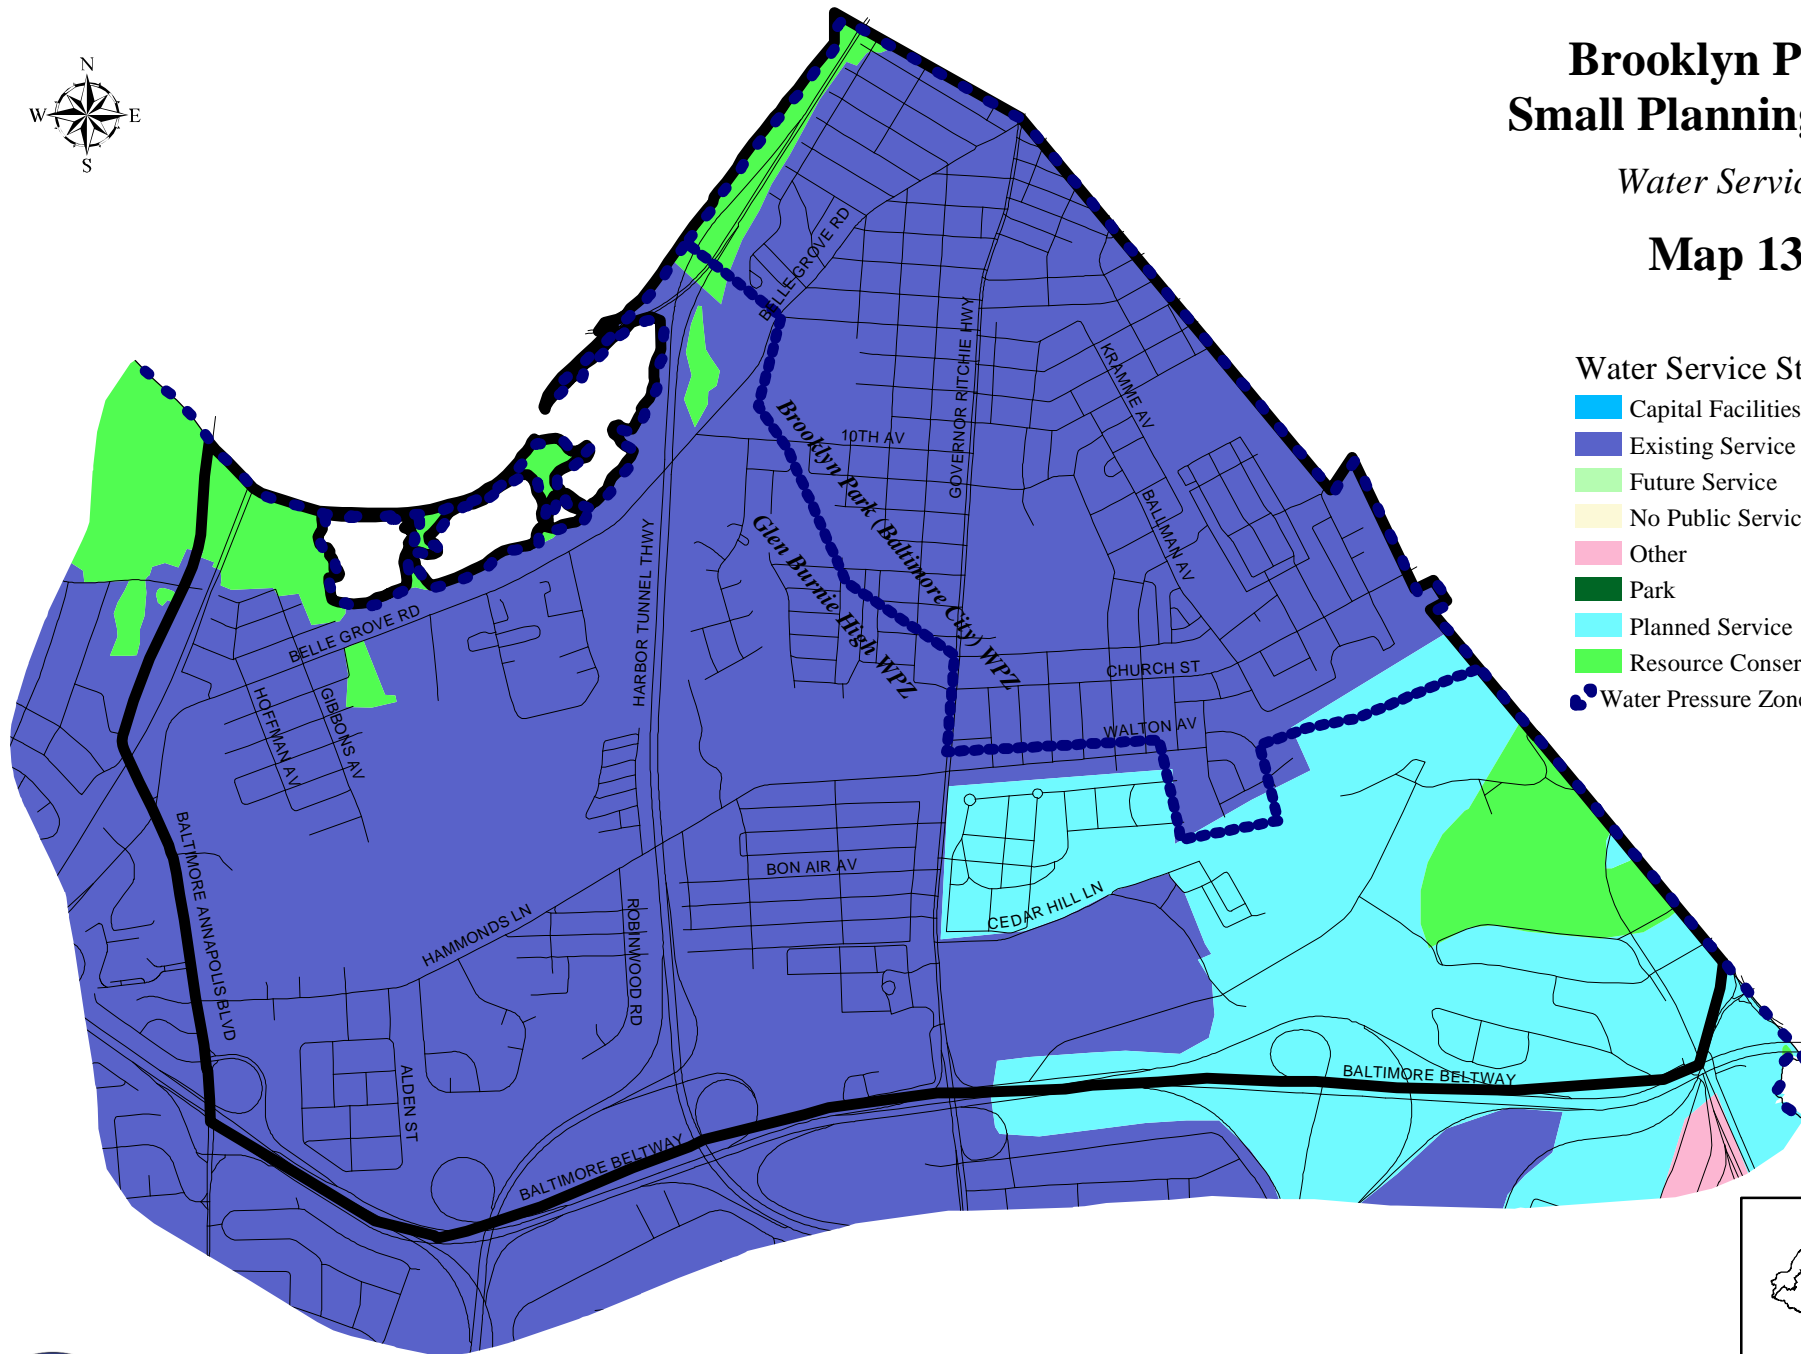 N
W E
S
Brooklyn P
Small Planning
Water Servic
Map 13
Water Service St
Capital Facilities
Existing Service
Future Service
No Public Servic
Other
Park
Planned Service
Resource Conser
Water Pressure Zone
BELLE GROVE RD
GOVERNOR RITCHIE HWY
KRAMME AV
10TH AV
Brooklyn Park (Baltimore City) WPZ
Glen Burnie High WPZ
BALLMAN AV
HARBOR TUNNEL THWY
BELLE GROVE RD
CHURCH ST
WALTON AV
HOFFMAN AV
GIBBONS AV
BALTIMORE ANNAPOLIS BLVD
BON AIR AV
HAMMONDS LN
ROBINWOOD RD
CEDAR HILL LN
ALDEN ST
BALTIMORE BELTWAY
BALTIMORE BELTWAY